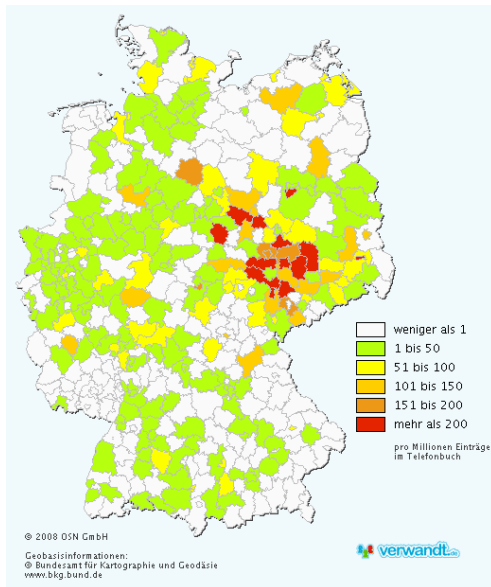 weniger als 1
1 bis 50
51 bis 100
101 bis 150
151 bis 200
mehr als 200
pro Millionen Einträge
im Telefonbuch
© 2008 OSN GmbH
Geobasisinformationen:
© Bundesamt für Kartographie und Geodäsie
www.bkg.bund.de
verwandt.de